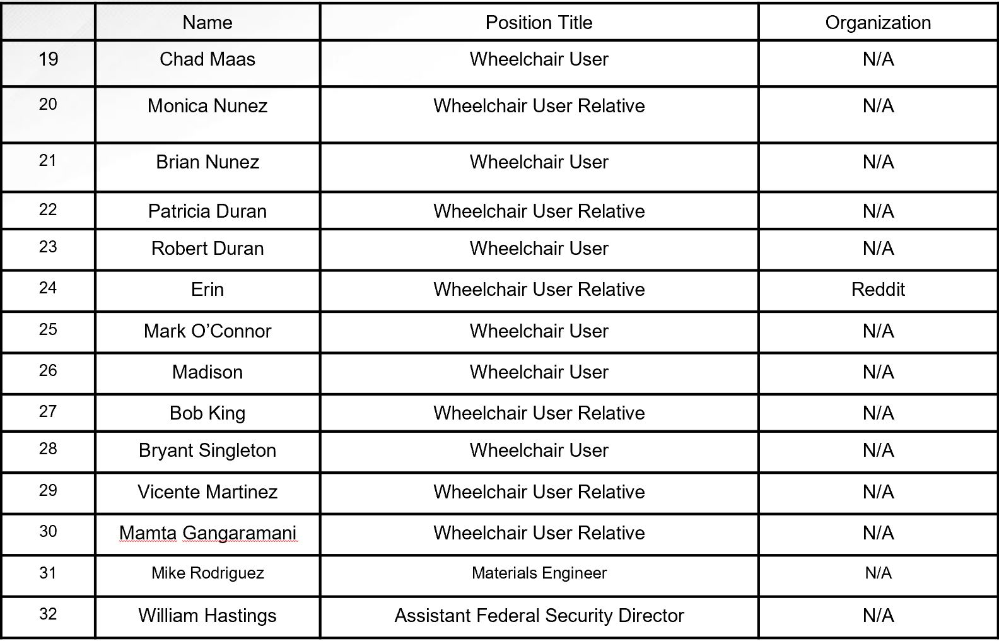 Name Position Title Organization
19 Chad Maas Wheelchair User N/A
20 Monica Nunez Wheelchair User Relative N/A
21 Brian Nunez Wheelchair User N/A
22 Patricia Duran Wheelchair User Relative N/A
23 Robert Duran Wheelchair User N/A
24 Erin Wheelchair User Relative Reddit
25 Mark O’Connor Wheelchair User N/A
26 Madison Wheelchair User N/A
27 Bob King Wheelchair User Relative N/A
28 Bryant Singleton Wheelchair User N/A
29 Vicente Martinez Wheelchair User Relative N/A
30 Mamta Gangaramani Wheelchair User Relative N/A
31 Mike Rodriguez Materials Engineer N/A
32 William Hastings Assistant Federal Security Director N/A